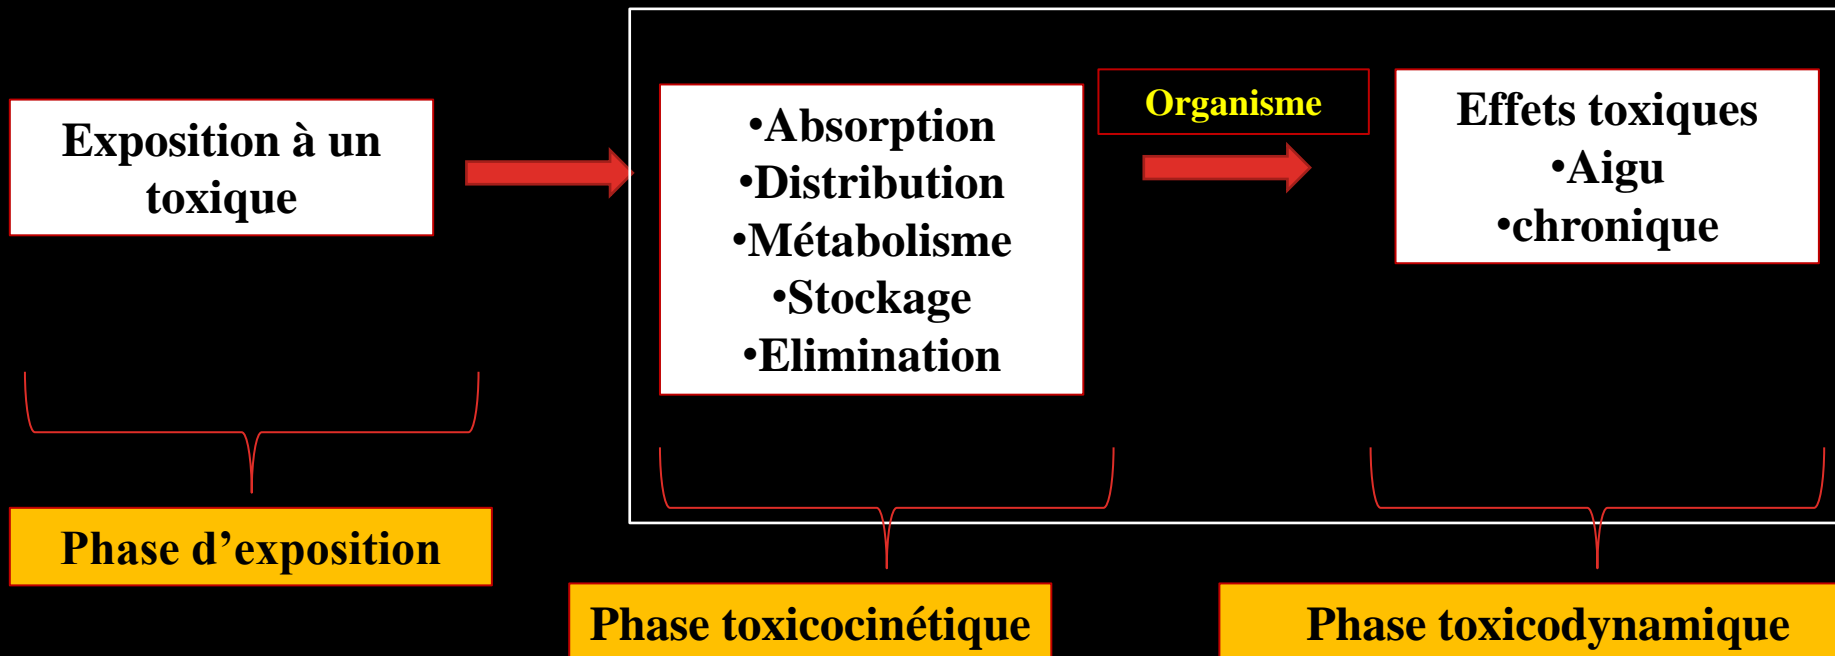 Exposition à un
toxique
•Absorption
•Distribution
•Métabolisme
•Stockage
•Elimination
Organisme
Effets toxiques
•Aigu
•chronique
Phase d’exposition
Phase toxicocinétique
Phase toxicodynamique